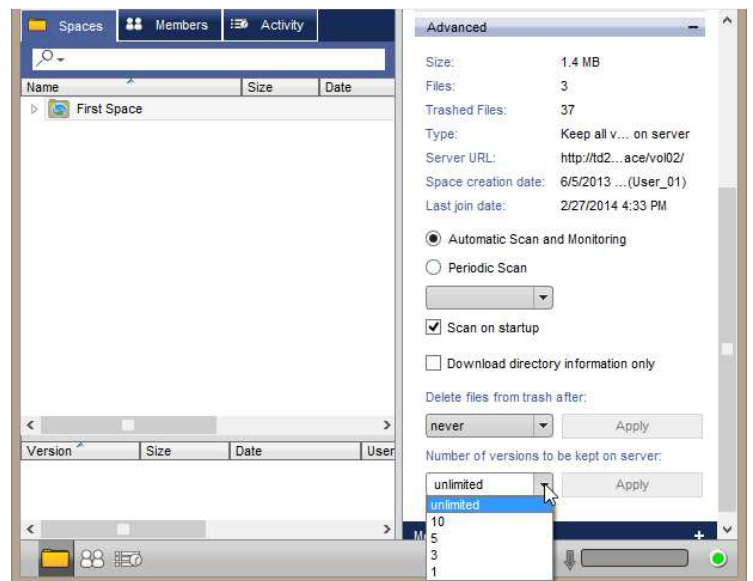 Spaces Members Activity
Name Size Date
First Space
Version Size Date User
Advanced
Size: 1.4 MB
Files: 3
Trashed Files: 37
Type: Keep all v... on server
Server URL: http://td2...ace/vol02/
Space creation date: 6/5/2013 ...(User_01)
Last join date: 2/27/2014 4:33 PM
Automatic Scan and Monitoring
Periodic Scan
Scan on startup
Download directory information only
Delete files from trash after:
never Apply
Number of versions to be kept on server:
unlimited Apply
unlimited
10
5
3
1